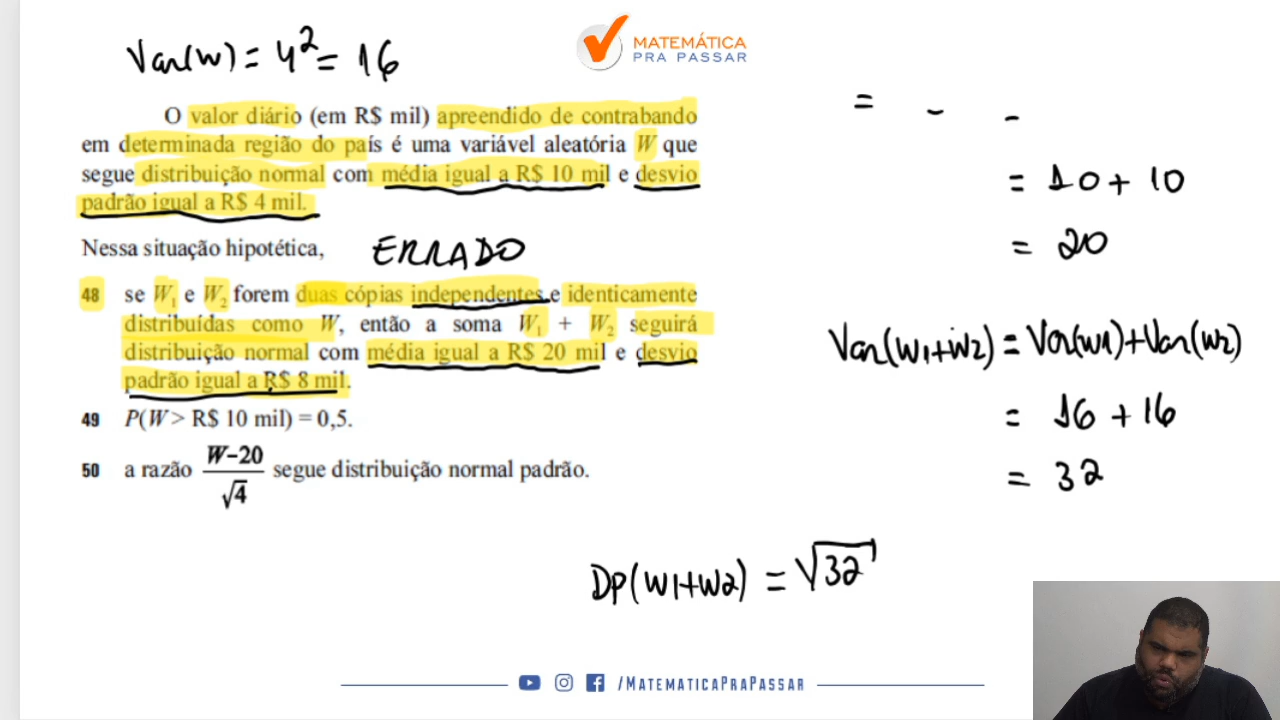 Var(W) = 4² = 16
MATEMÁTICA
PRA PASSAR
O valor diário (em R$ mil) apreendido de contrabando
em determinada região do país é uma variável aleatória W que
segue distribuição normal com média igual a R$ 10 mil e desvio
padrão igual a R$ 4 mil.
Nessa situação hipotética,
ERRADO
48 se W₁ e W₂ forem duas cópias independentes e identicamente
distribuídas como W, então a soma W₁ + W₂ seguirá
distribuição normal com média igual a R$ 20 mil e desvio
padrão igual a R$ 8 mil.
49 P(W > R$ 10 mil) = 0,5.
50 a razão W–20 / √4 segue distribuição normal padrão.
= - -
= 10 + 10
= 20
Var(W1+W2) = Var(W1)+Var(W2)
= 16 + 16
= 32
Dp(W1+W2) = √32
/MATEMATICAPRAPASSAR